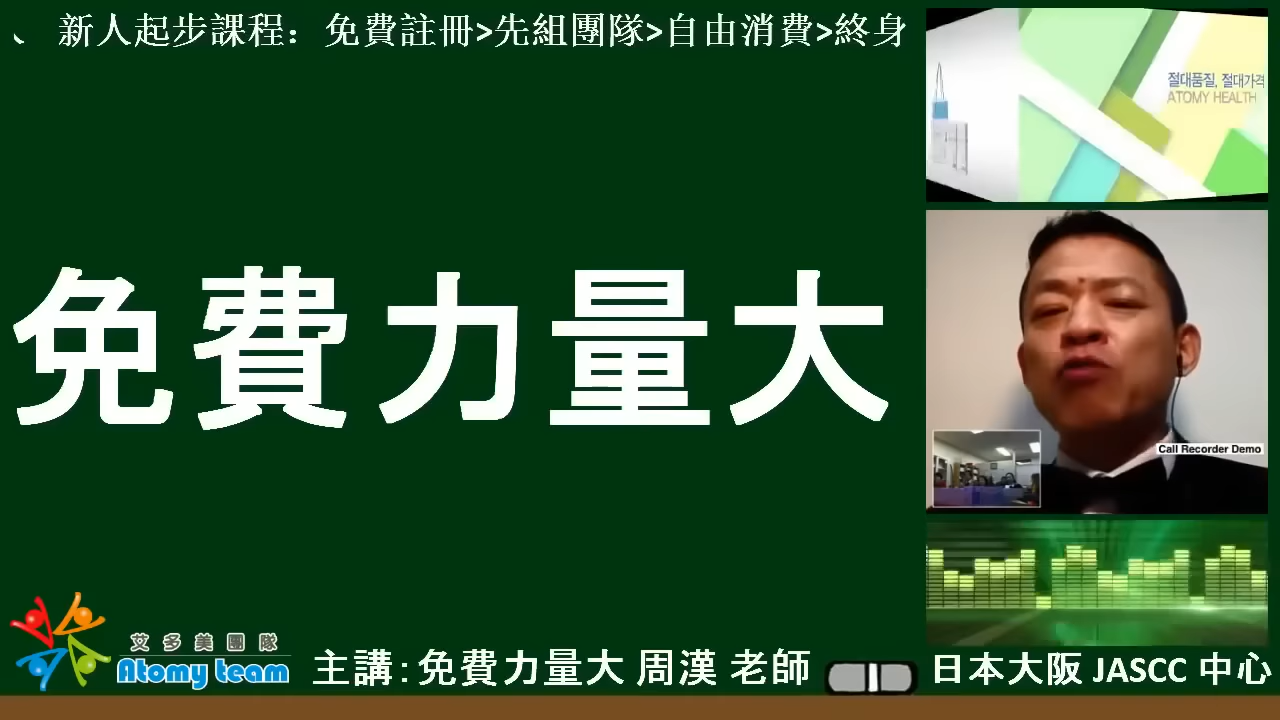 、 新人起步課程：免費註冊>先組團隊>自由消費>終身
절대품질, 절대가격
ATOMY HEALTH
免費力量大
Call Recorder Demo
艾多美團隊
Atomy team
主講：免費力量大 周漢 老師
日本大阪 JASCC 中心